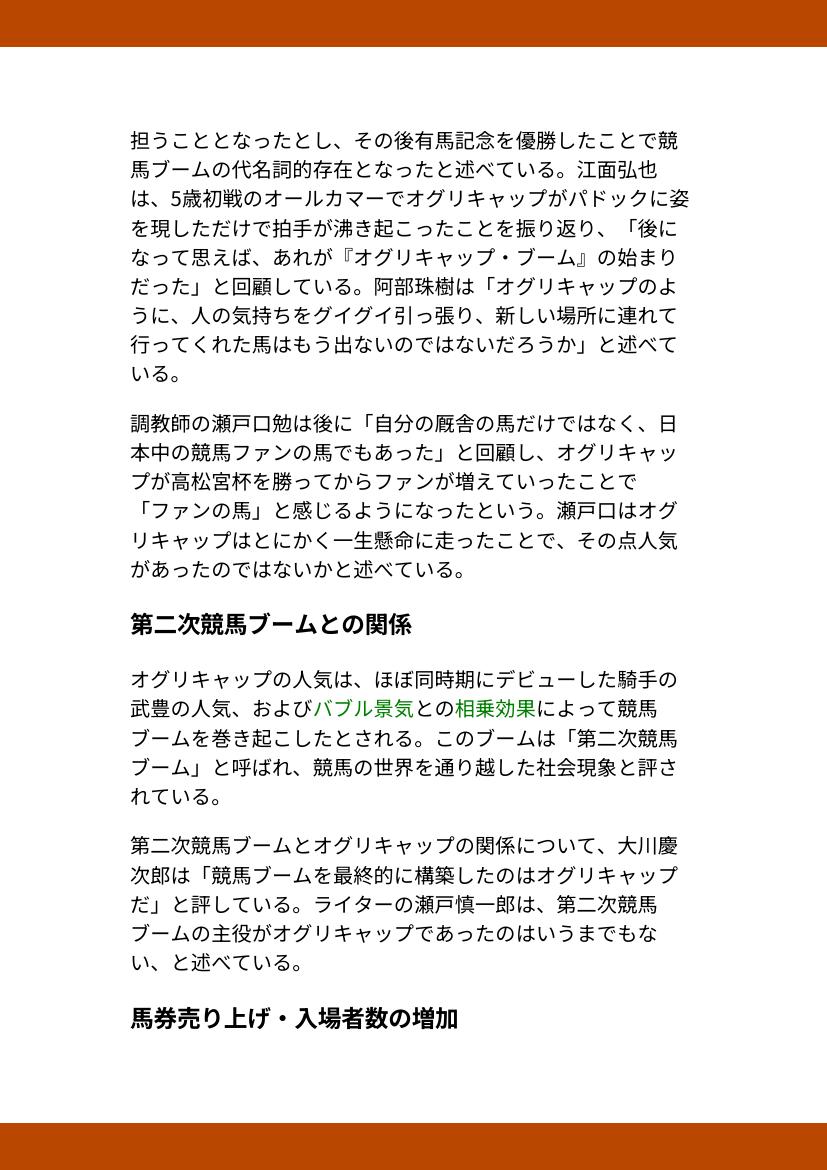 担うこととなったとし、その後有馬記念を優勝したことで競
馬ブームの代名詞的存在となったと述べている。江面弘也
は、5歳初戦のオールカマーでオグリキャップがパドックに姿
を現しただけで拍手が沸き起こったことを振り返り、「後に
なって思えば、あれが『オグリキャップ・ブーム』の始まり
だった」と回顧している。阿部珠樹は「オグリキャップのよ
うに、人の気持ちをグイグイ引っ張り、新しい場所に連れて
行ってくれた馬はもう出ないのではないだろうか」と述べて
いる。
調教師の瀬戸口勉は後に「自分の厩舎の馬だけではなく、日
本中の競馬ファンの馬でもあった」と回顧し、オグリキャッ
プが高松宮杯を勝ってからファンが増えていったことで
「ファンの馬」と感じるようになったという。瀬戸口はオグ
リキャップはとにかく一生懸命に走ったことで、その点人気
があったのではないかと述べている。
第二次競馬ブームとの関係
オグリキャップの人気は、ほぼ同時期にデビューした騎手の
武豊の人気、およびバブル景気との相乗効果によって競馬
ブームを巻き起こしたとされる。このブームは「第二次競馬
ブーム」と呼ばれ、競馬の世界を通り越した社会現象と評さ
れている。
第二次競馬ブームとオグリキャップの関係について、大川慶
次郎は「競馬ブームを最終的に構築したのはオグリキャップ
だ」と評している。ライターの瀬戸慎一郎は、第二次競馬
ブームの主役がオグリキャップであったのはいうまでもな
い、と述べている。
馬券売り上げ・入場者数の増加